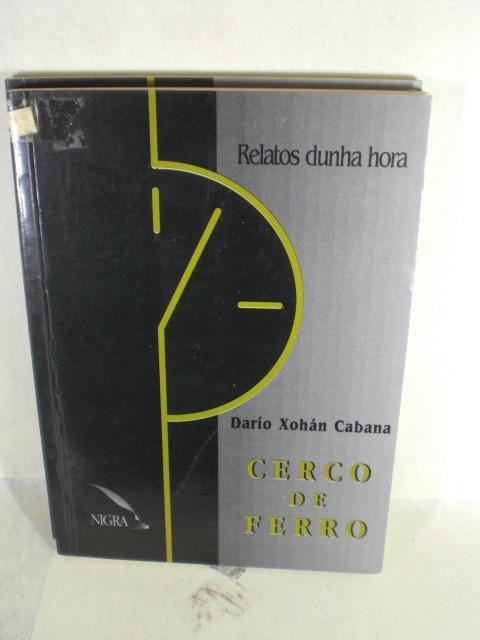 Relatos dunha hora
Darío Xohán Cabana
CERCO
DE
FERRO
NIGRA